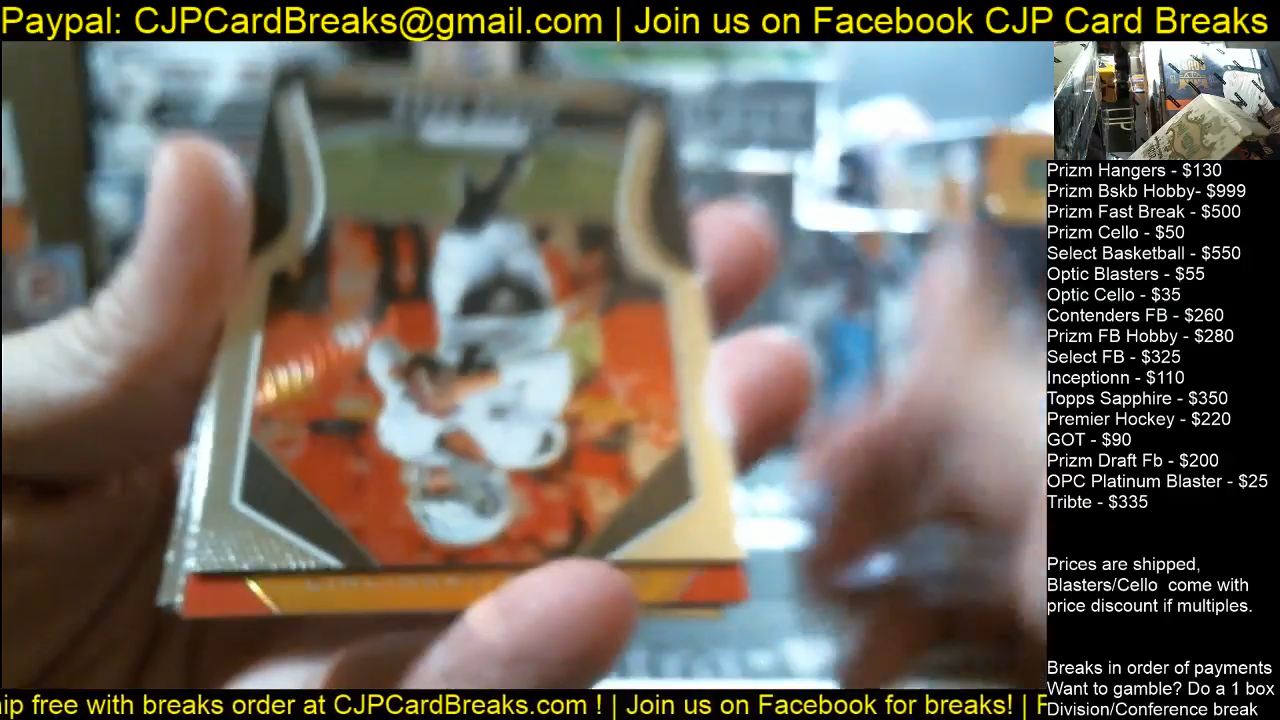 Paypal: CJPCardBreaks@gmail.com | Join us on Facebook CJP Card Breaks
Prizm Hangers - $130
Prizm Bskb Hobby- $999
Prizm Fast Break - $500
Prizm Cello - $50
Select Basketball - $550
Optic Blasters - $55
Optic Cello - $35
Contenders FB - $260
Prizm FB Hobby - $280
Select FB - $325
Inceptionn - $110
Topps Sapphire - $350
Premier Hockey - $220
GOT - $90
Prizm Draft Fb - $200
OPC Platinum Blaster - $25
Tribte - $335
Prices are shipped,
Blasters/Cello come with
price discount if multiples.
Breaks in order of payments
Want to gamble? Do a 1 box
Division/Conference break
ip free with breaks order at CJPCardBreaks.com ! | Join us on Facebook for breaks! | F